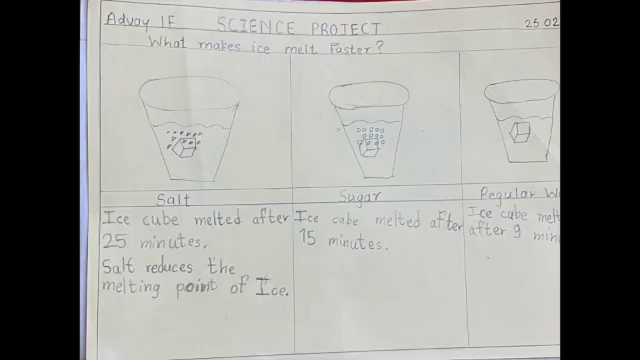 Advay 1F SCIENCE PROJECT 25.02
What makes ice melt faster?
Salt
Ice cube melted after
25 minutes.
Salt reduces the
melting point of Ice.
Sugar
Ice cube melted after
15 minutes.
Regular W
Ice cube melt
after 9 min